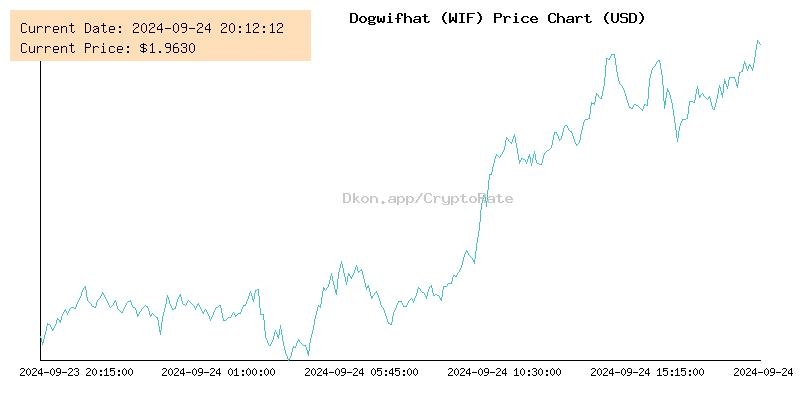 Dogwifhat (WIF) Price Chart (USD)
Current Date: 2024-09-24 20:12:12
Current Price: $1.9630
Dkon.app/CryptoRate
2024-09-23 20:15:00
2024-09-24 01:00:00
2024-09-24 05:45:00
2024-09-24 10:30:00
2024-09-24 15:15:00
2024-09-24